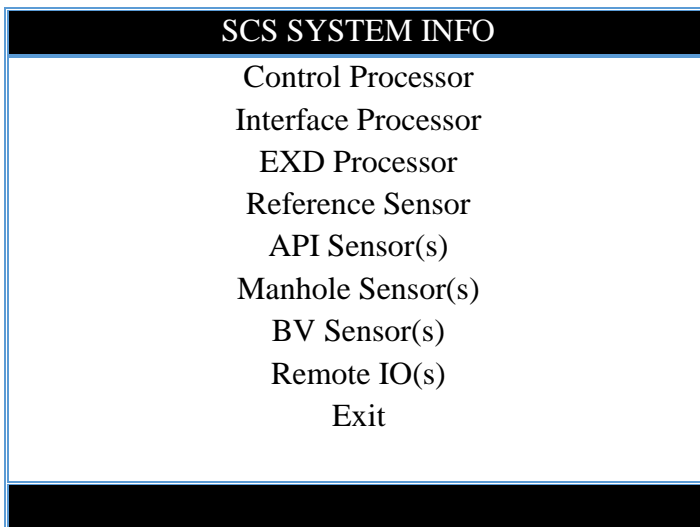 SCS SYSTEM INFO
Control Processor
Interface Processor
EXD Processor
Reference Sensor
API Sensor(s)
Manhole Sensor(s)
BV Sensor(s)
Remote IO(s)
Exit